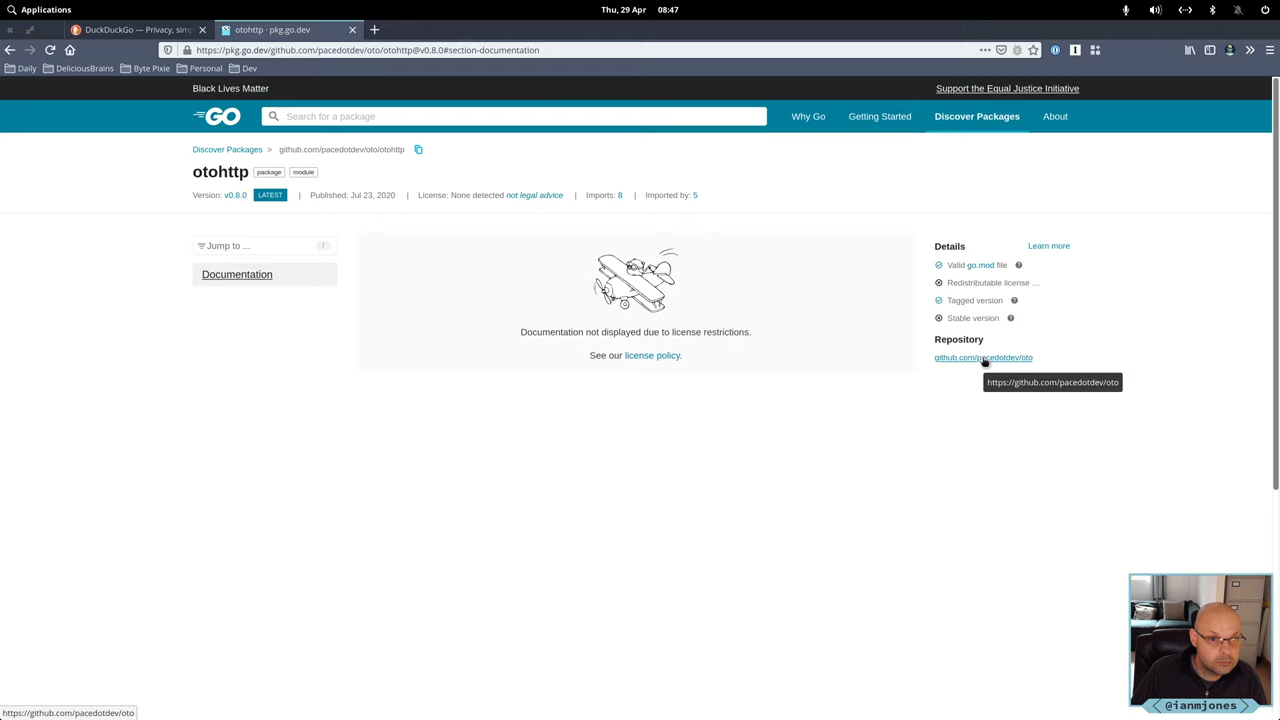 Applications
Thu, 29 Apr 08:47
DuckDuckGo — Privacy, simp
otohttp · pkg.go.dev
https://pkg.go.dev/github.com/pacedotdev/oto/otohttp@v0.8.0#section-documentation
Daily
DeliciousBrains
Byte Pixie
Personal
Dev
Black Lives Matter
Support the Equal Justice Initiative
GO
Search for a package
Why Go
Getting Started
Discover Packages
About
Discover Packages > github.com/pacedotdev/oto/otohttp
otohttp
package
module
Version: v0.8.0 LATEST | Published: Jul 23, 2020 | License: None detected not legal advice | Imports: 8 | Imported by: 5
Jump to ...
f
Documentation
Documentation not displayed due to license restrictions.
See our license policy.
Details
Learn more
Valid go.mod file
Redistributable license …
Tagged version
Stable version
Repository
github.com/pacedotdev/oto
https://github.com/pacedotdev/oto
@ianmjones
https://github.com/pacedotdev/oto